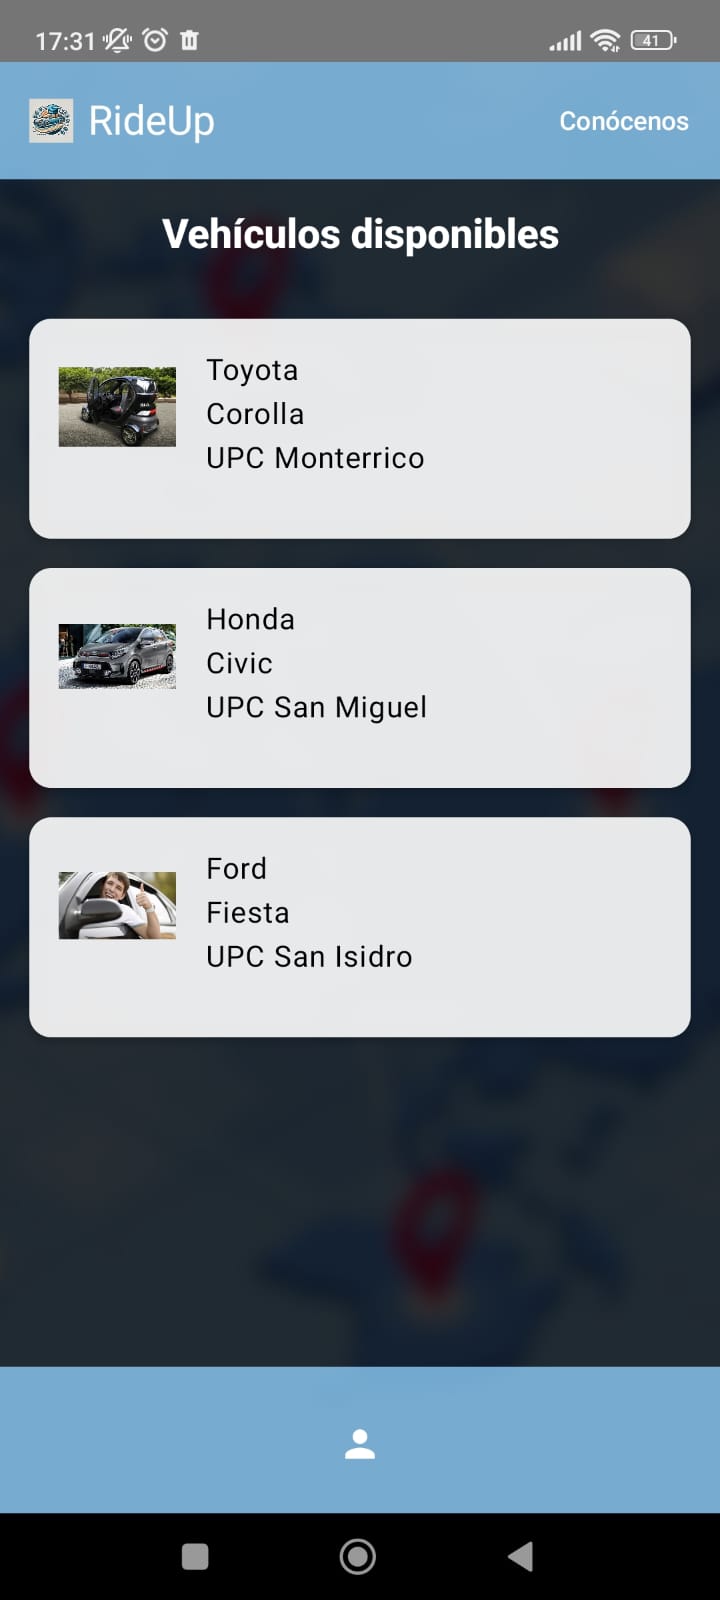 17:31
41
RideUp
Conócenos
Vehículos disponibles
Toyota
Corolla
UPC Monterrico
Honda
Civic
UPC San Miguel
Ford
Fiesta
UPC San Isidro